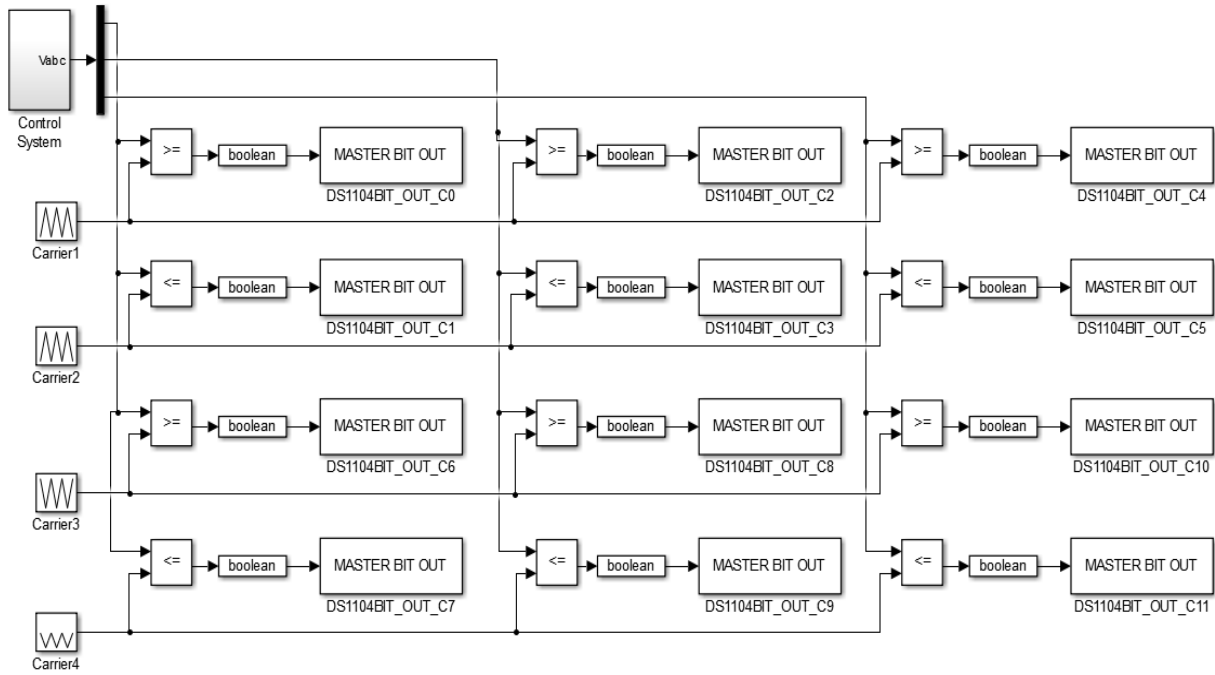 Vabc
Control
System
>=
boolean
MASTER BIT OUT
DS1104BIT_OUT_C0
>=
boolean
MASTER BIT OUT
DS1104BIT_OUT_C2
>=
boolean
MASTER BIT OUT
DS1104BIT_OUT_C4
Carrier1
<=
boolean
MASTER BIT OUT
DS1104BIT_OUT_C1
<=
boolean
MASTER BIT OUT
DS1104BIT_OUT_C3
<=
boolean
MASTER BIT OUT
DS1104BIT_OUT_C5
Carrier2
>=
boolean
MASTER BIT OUT
DS1104BIT_OUT_C6
>=
boolean
MASTER BIT OUT
DS1104BIT_OUT_C8
>=
boolean
MASTER BIT OUT
DS1104BIT_OUT_C10
Carrier3
<=
boolean
MASTER BIT OUT
DS1104BIT_OUT_C7
<=
boolean
MASTER BIT OUT
DS1104BIT_OUT_C9
<=
boolean
MASTER BIT OUT
DS1104BIT_OUT_C11
Carrier4